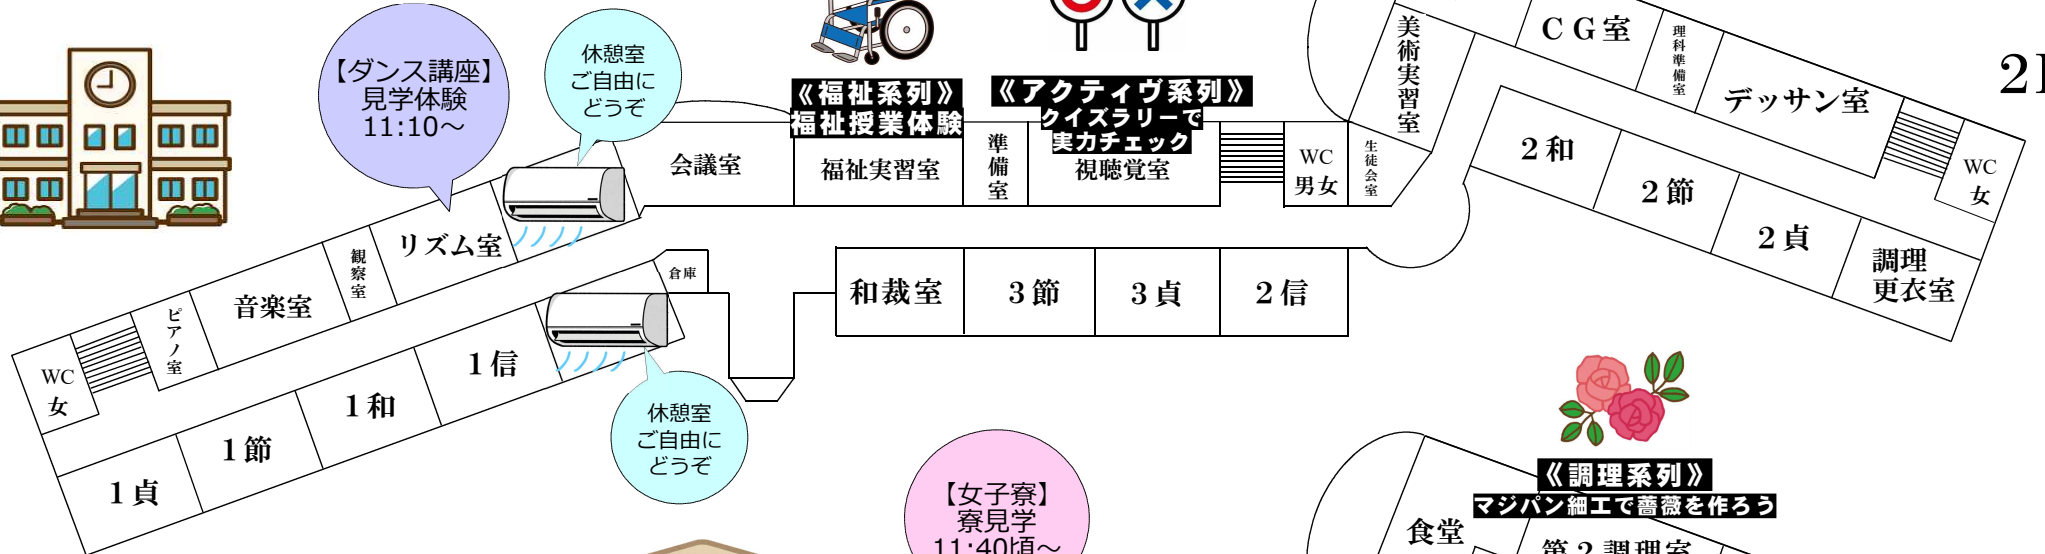 【ダンス講座】
見学体験
11:10～
休憩室
ご自由に
どうぞ
《福祉系列》
福祉授業体験
《アクティヴ系列》
クイズラリーで
実力チェック
美術実習室
CG室
理科準備室
デッサン室
WC
女
会議室
福祉実習室
準備室
視聴覚室
WC
男女
生徒会室
2和
2節
2貞
調理
更衣室
リズム室
観察室
音楽室
ピアノ室
WC
女
倉庫
和裁室
3節
3貞
2信
1信
1和
1節
1貞
休憩室
ご自由に
どうぞ
【女子寮】
寮見学
11:40頃～
《調理系列》
マジパン細工で薔薇を作ろう
食堂
第2調理室